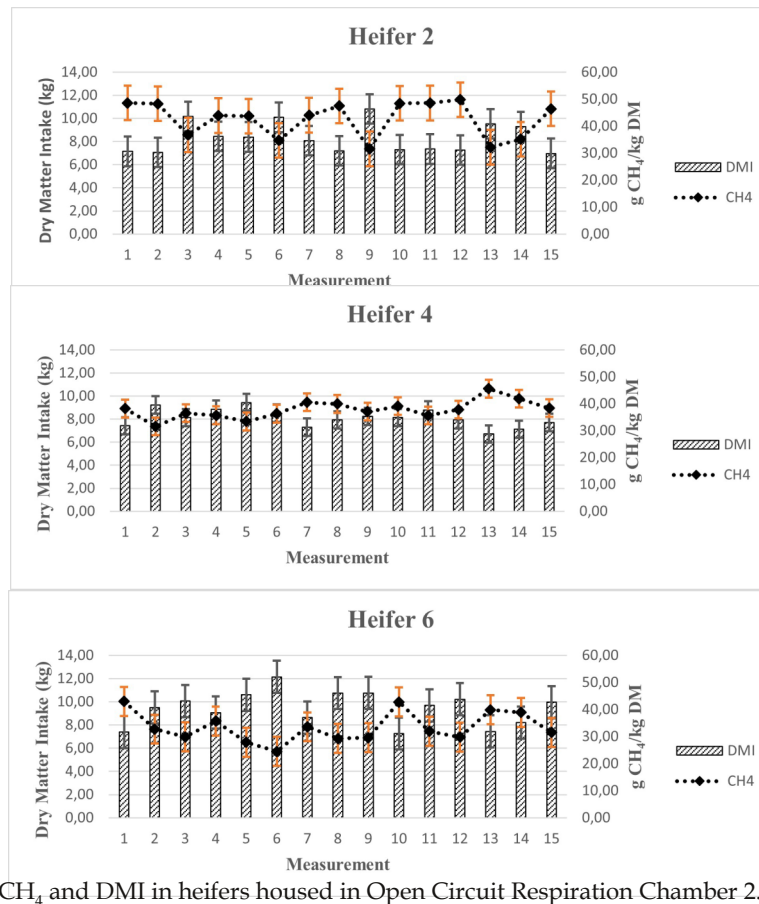 Heifer 2
Dry Matter Intake (kg)
14,00
12,00
10,00
8,00
6,00
4,00
2,00
0,00
60,00
50,00
40,00
30,00
20,00
10,00
0,00
g CH₄/kg DM
DMI
CH4
1 2 3 4 5 6 7 8 9 10 11 12 13 14 15
Measurement
Heifer 4
Dry Matter Intake (kg)
14,00
12,00
10,00
8,00
6,00
4,00
2,00
0,00
60,00
50,00
40,00
30,00
20,00
10,00
0,00
g CH₄/kg DM
DMI
CH4
1 2 3 4 5 6 7 8 9 10 11 12 13 14 15
Measurement
Heifer 6
Dry Matter Intake (kg)
14,00
12,00
10,00
8,00
6,00
4,00
2,00
0,00
60,00
50,00
40,00
30,00
20,00
10,00
0,00
g CH₄/kg DM
DMI
CH4
1 2 3 4 5 6 7 8 9 10 11 12 13 14 15
Measurement
CH₄ and DMI in heifers housed in Open Circuit Respiration Chamber 2.